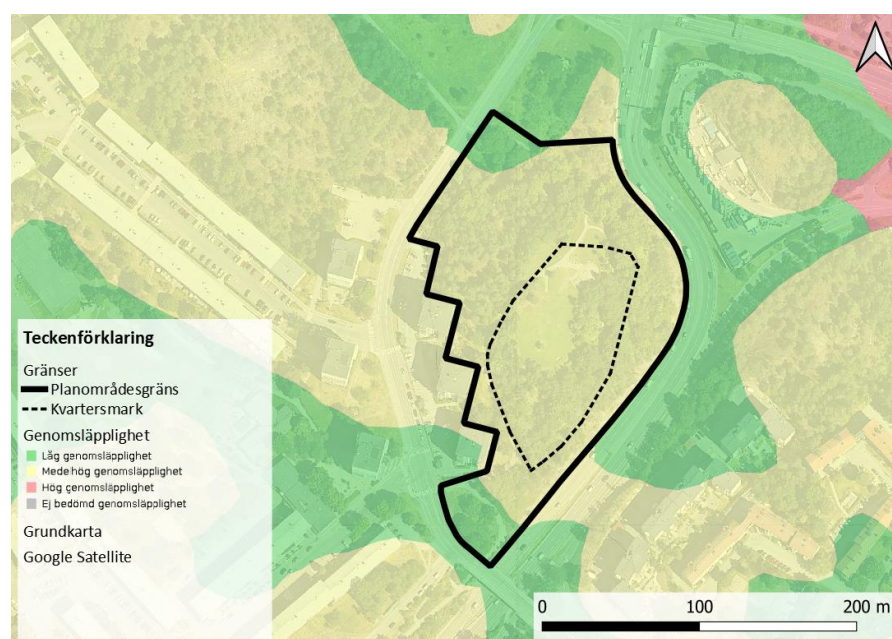 Teckenförklaring
Gränser
Planområdesgräns
Kvartersmark
Genomsläpplighet
Låg genomsläpplighet
Medelhög genomsläpplighet
Hög genomsläpplighet
Ej bedömd genomsläpplighet
Grundkarta
Google Satellite
0 100 200 m